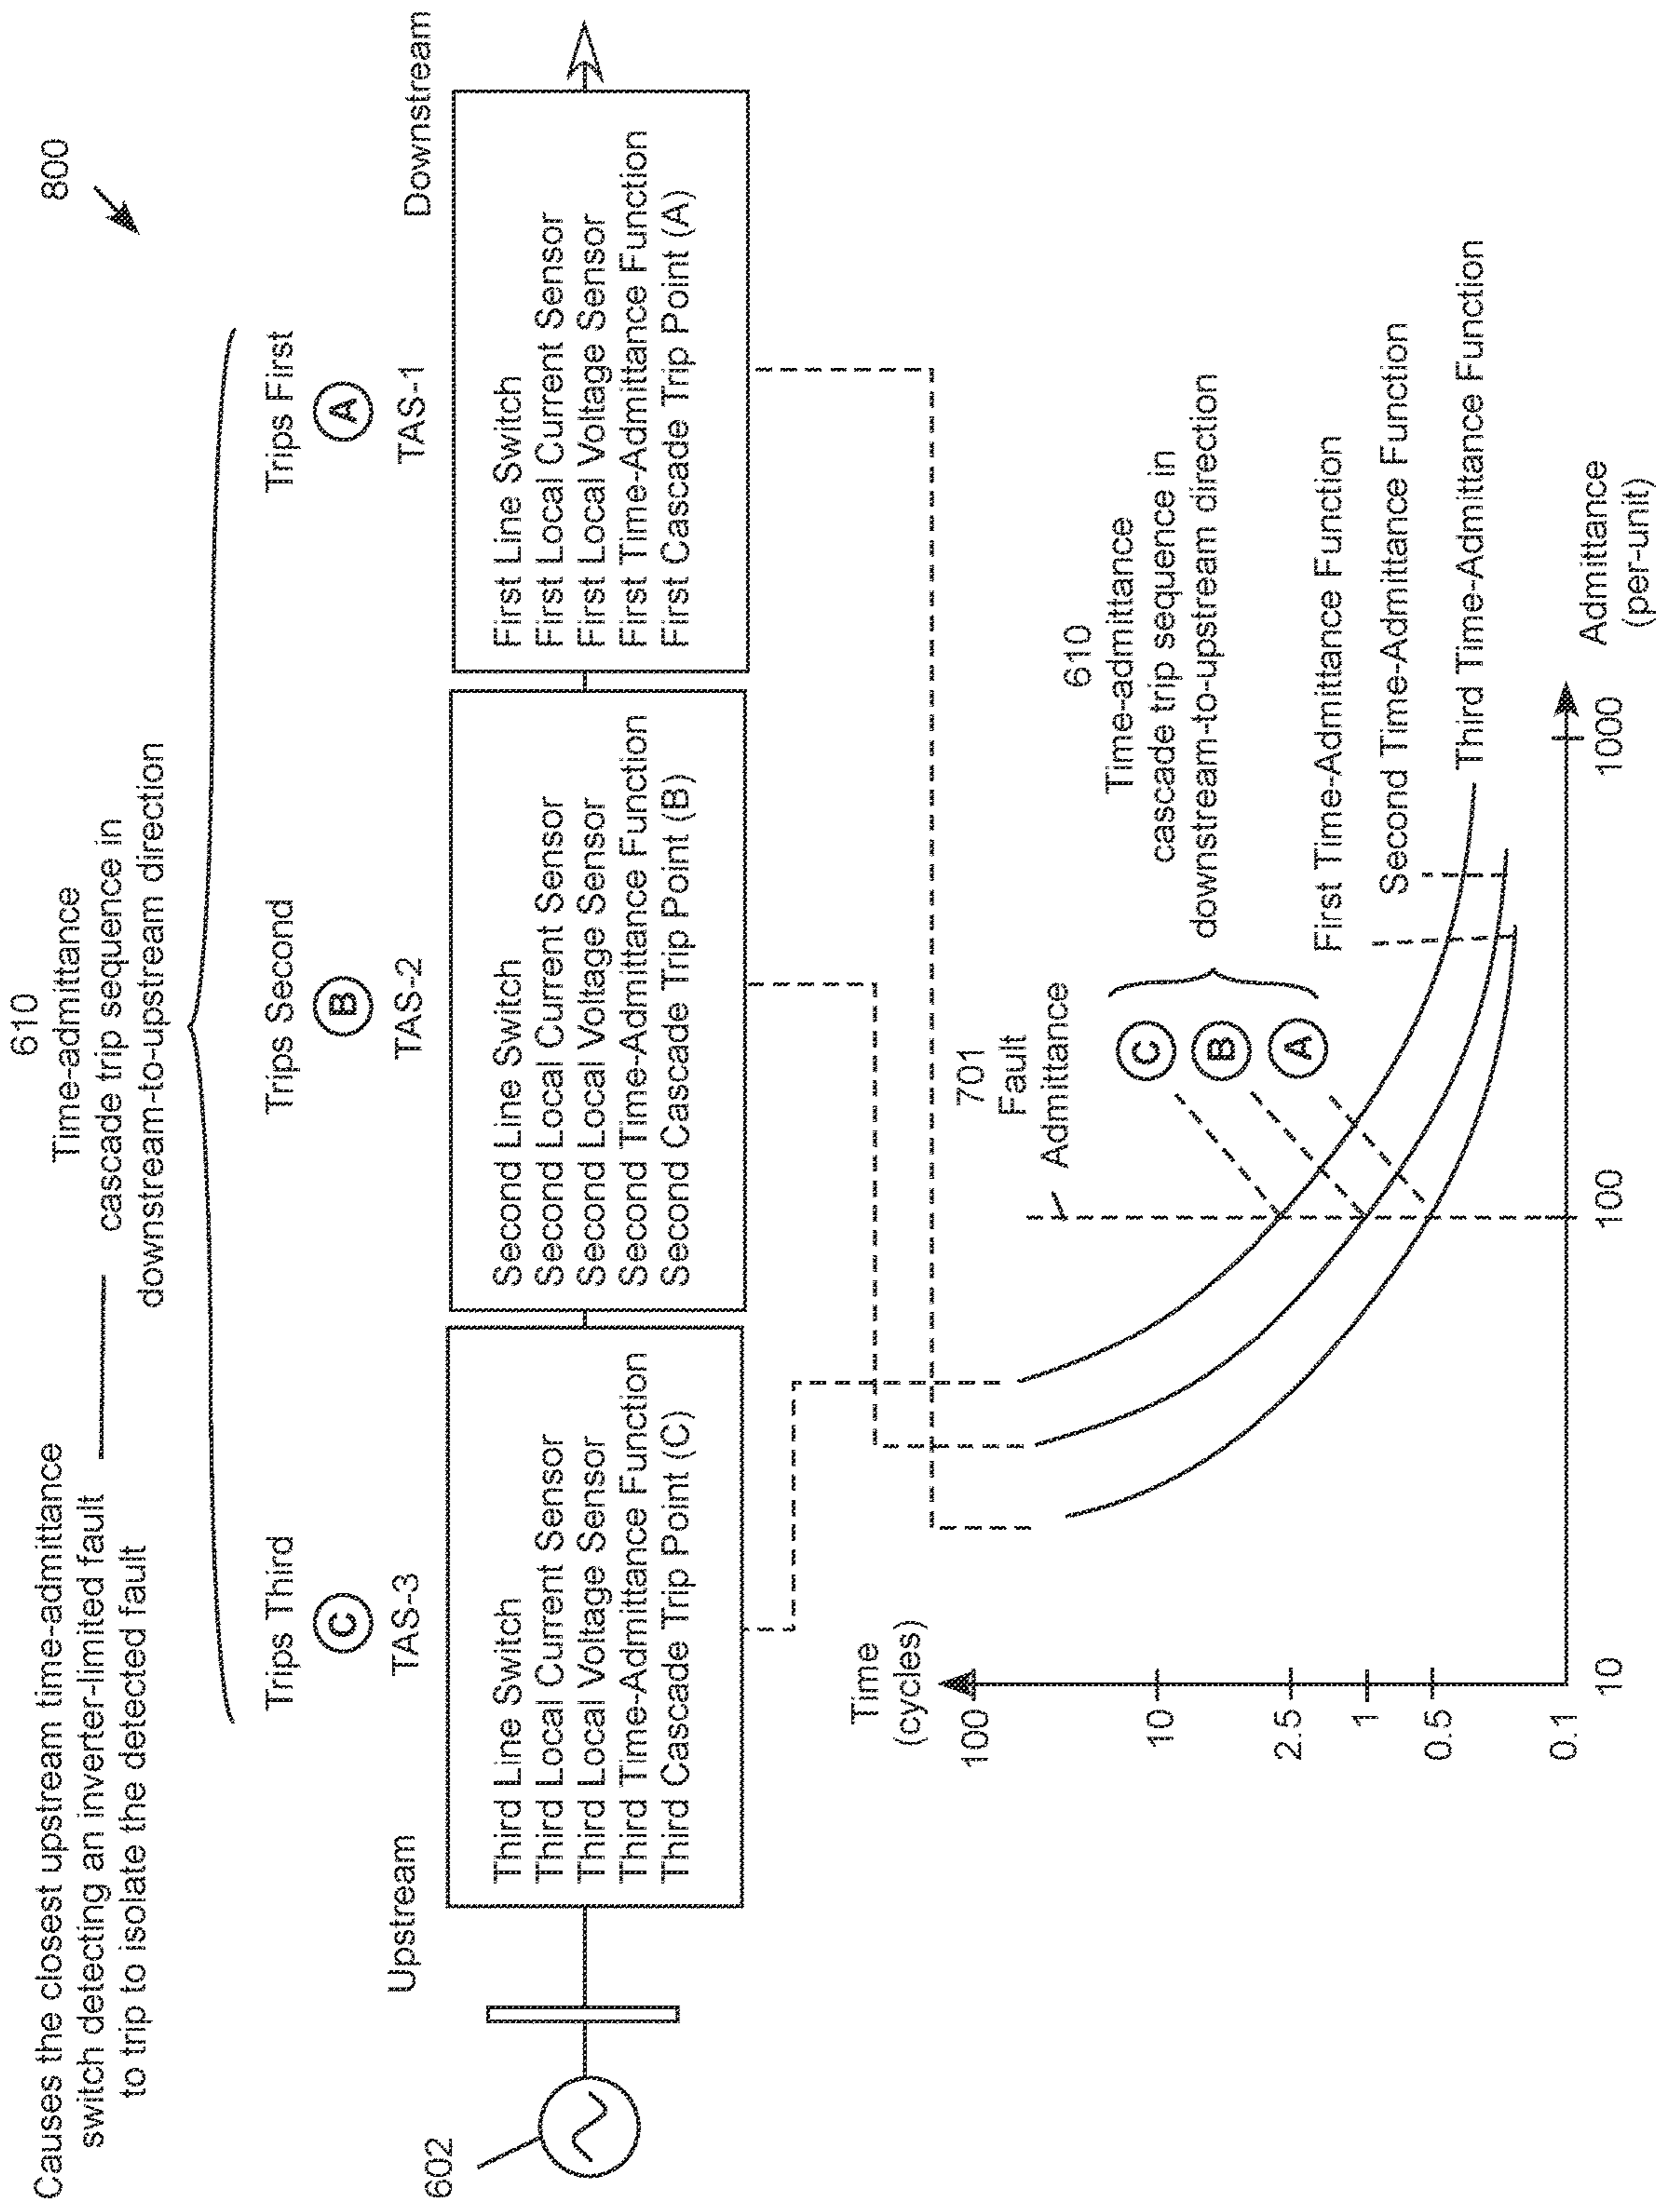 800
610
Time-admittance
cascade trip sequence in
downstream-to-upstream direction
Causes the closest upstream time-admittance
switch detecting an inverter-limited fault
to trip to isolate the detected fault
Trips Third
C
TAS-3
Trips Second
B
TAS-2
Trips First
A
TAS-1
Upstream
Downstream
602
Third Line Switch
Third Local Current Sensor
Third Local Voltage Sensor
Third Time-Admittance Function
Third Cascade Trip Point (C)
Second Line Switch
Second Local Current Sensor
Second Local Voltage Sensor
Second Time-Admittance Function
Second Cascade Trip Point (B)
First Line Switch
First Local Current Sensor
First Local Voltage Sensor
First Time-Admittance Function
First Cascade Trip Point (A)
Time
(cycles)
100
10
2.5
1
0.5
0.1
701
Fault
Admittance
C
B
A
610
Time-admittance
cascade trip sequence in
downstream-to-upstream direction
First Time-Admittance Function
Second Time-Admittance Function
Third Time-Admittance Function
10
100
1000
Admittance
(per-unit)